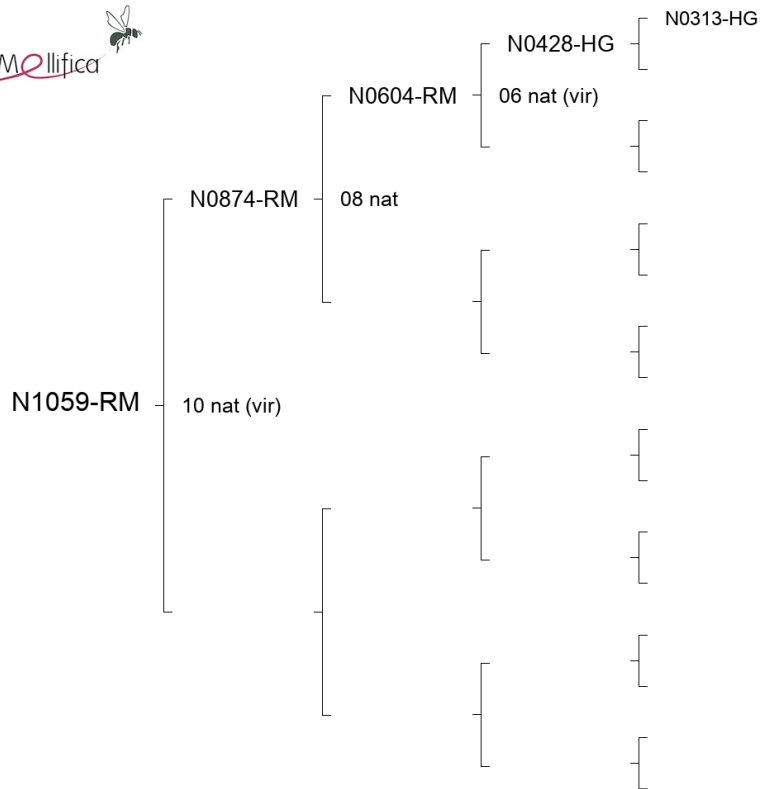 Mellifica
N0313-HG
N0428-HG
N0604-RM
06 nat (vir)
N0874-RM
08 nat
N1059-RM
10 nat (vir)